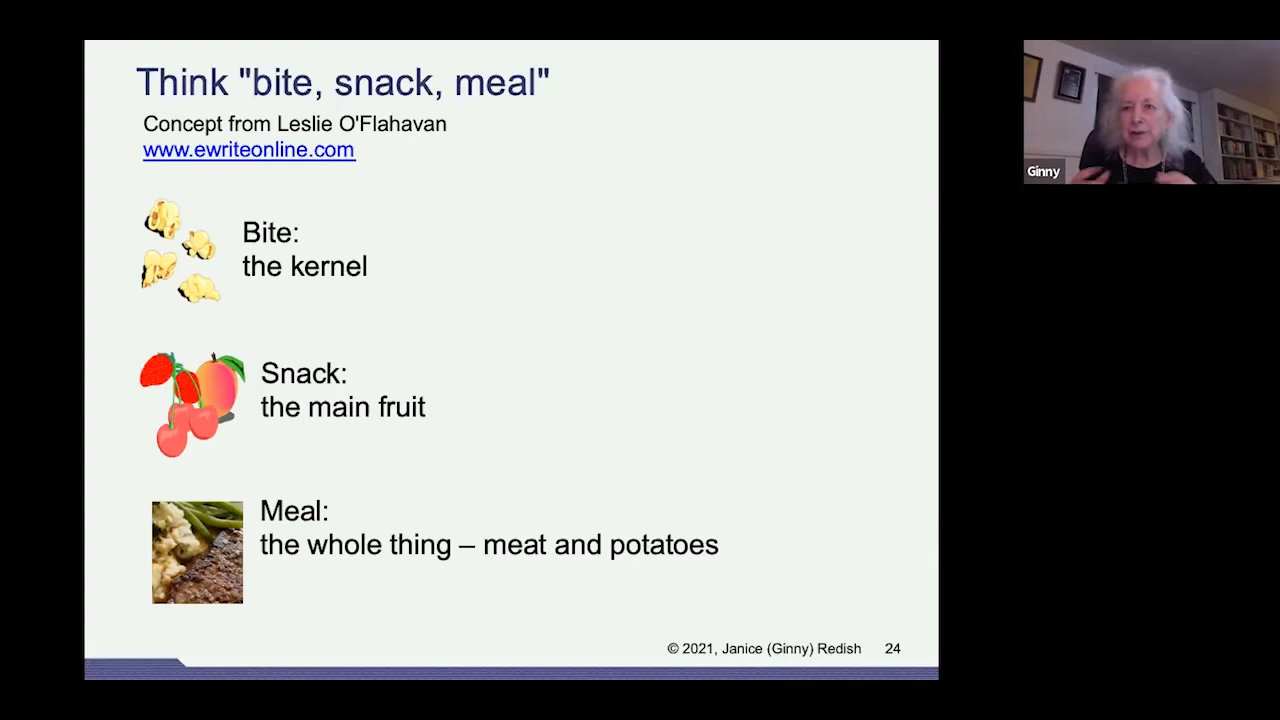 Think "bite, snack, meal"
Concept from Leslie O'Flahavan
www.ewriteonline.com
Bite:
the kernel
Snack:
the main fruit
Meal:
the whole thing – meat and potatoes
© 2021, Janice (Ginny) Redish 24
Ginny